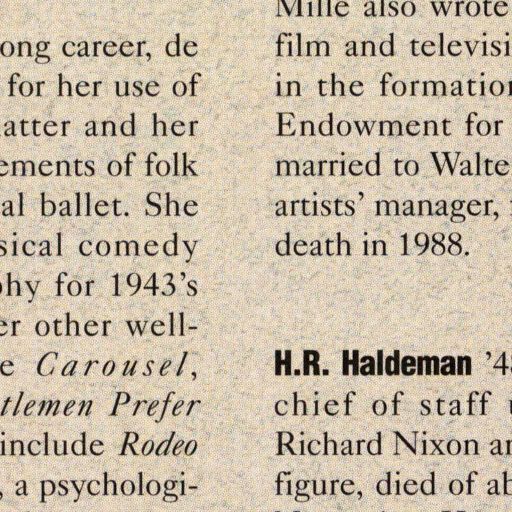 ong career, de
for her use of
atter and her
ements of folk
al ballet. She
sical comedy
phy for 1943's
er other well-
e Carousel,
tlemen Prefer
include Rodeo
, a psychologi-
Mille also wrote
film and televisi
in the formation
Endowment for
married to Walte
artists' manager,
death in 1988.
H.R. Haldeman '48
chief of staff u
Richard Nixon an
figure, died of ab